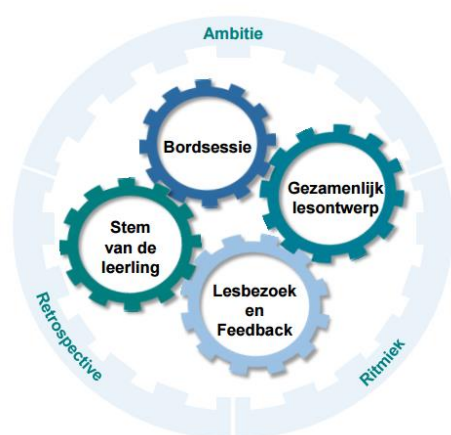 Ambitie
Bordsessie
Gezamenlijk
lesontwerp
Stem
van de
leerling
Lesbezoek
en
Feedback
Retrospective
Ritmiek